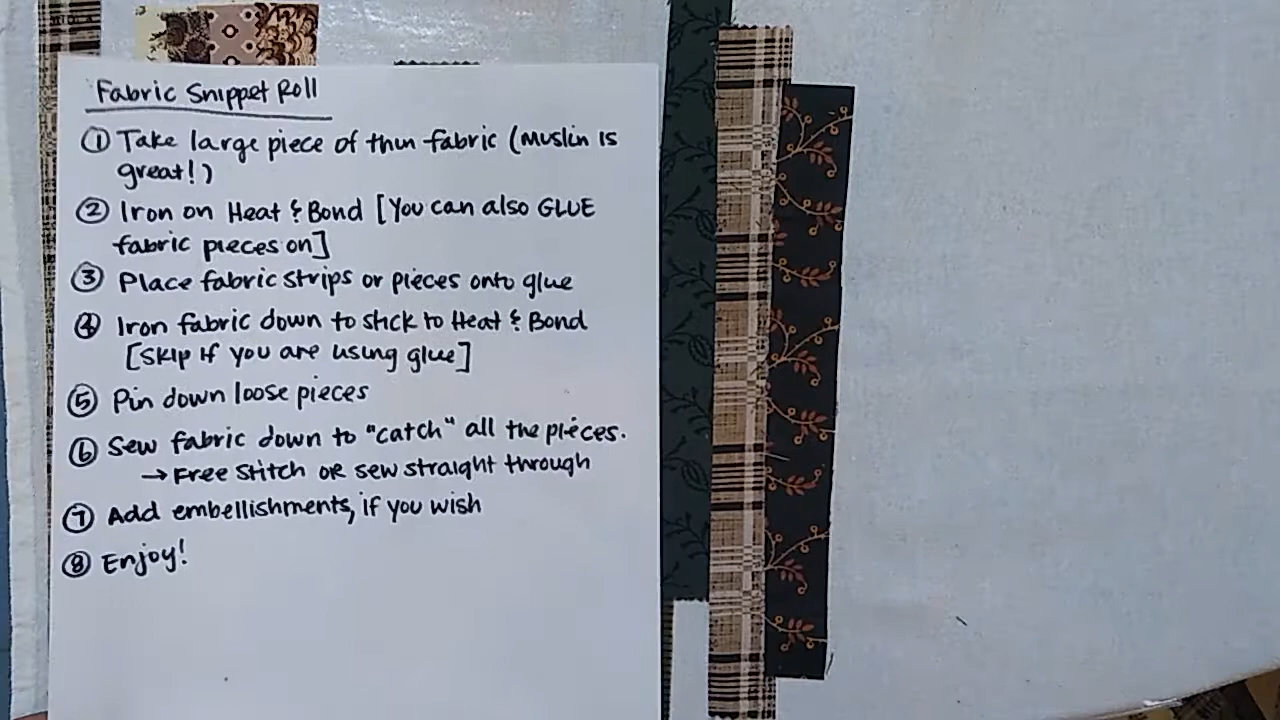 Fabric Snippet Roll
① Take large piece of thin fabric (Muslin is
great!)
② Iron on Heat & Bond [You can also GLUE
fabric pieces on]
③ Place fabric strips or pieces onto glue
④ Iron fabric down to stick to Heat & Bond
[Skip if you are using glue]
⑤ Pin down loose pieces
⑥ Sew fabric down to "catch" all the pieces.
→ Free Stitch OR sew straight through
⑦ Add embellishments, if you wish
⑧ Enjoy!